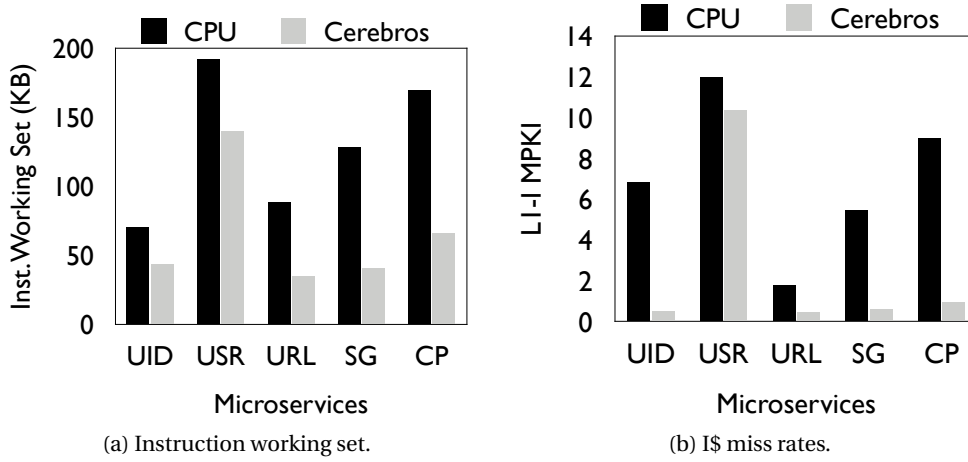 CPU Cerebros
Inst. Working Set (KB)
200
150
100
50
0
UID USR URL SG CP
Microservices
(a) Instruction working set.
CPU Cerebros
L1-I MPKI
14
12
10
8
6
4
2
0
UID USR URL SG CP
Microservices
(b) I$ miss rates.